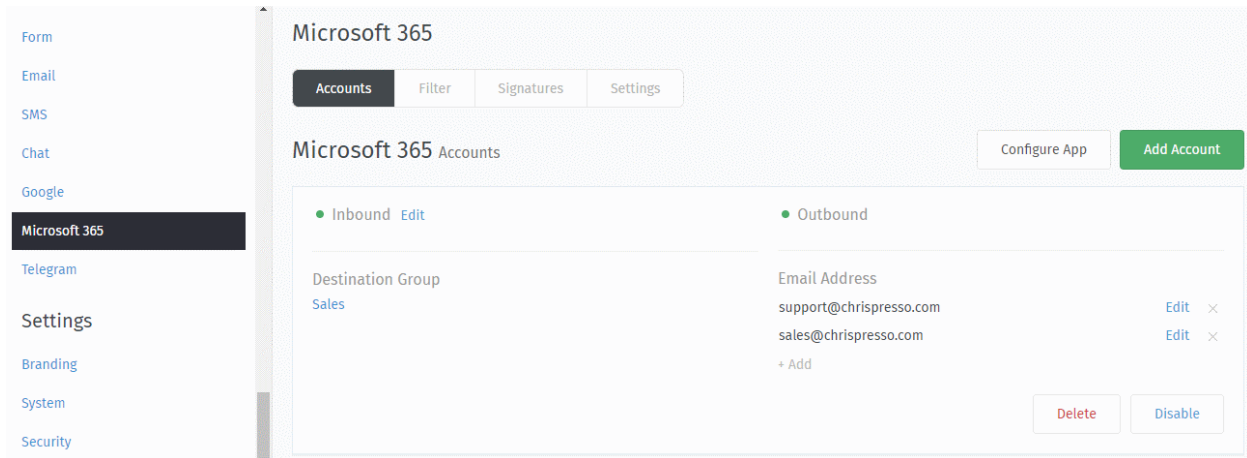 Form
Email
SMS
Chat
Google
Microsoft 365
Telegram
Settings
Branding
System
Security
Microsoft 365
Accounts Filter Signatures Settings
Microsoft 365 Accounts
Configure App Add Account
Inbound Edit
Outbound
Destination Group
Sales
Email Address
support@chrispresso.com Edit
sales@chrispresso.com Edit
+ Add
Delete Disable